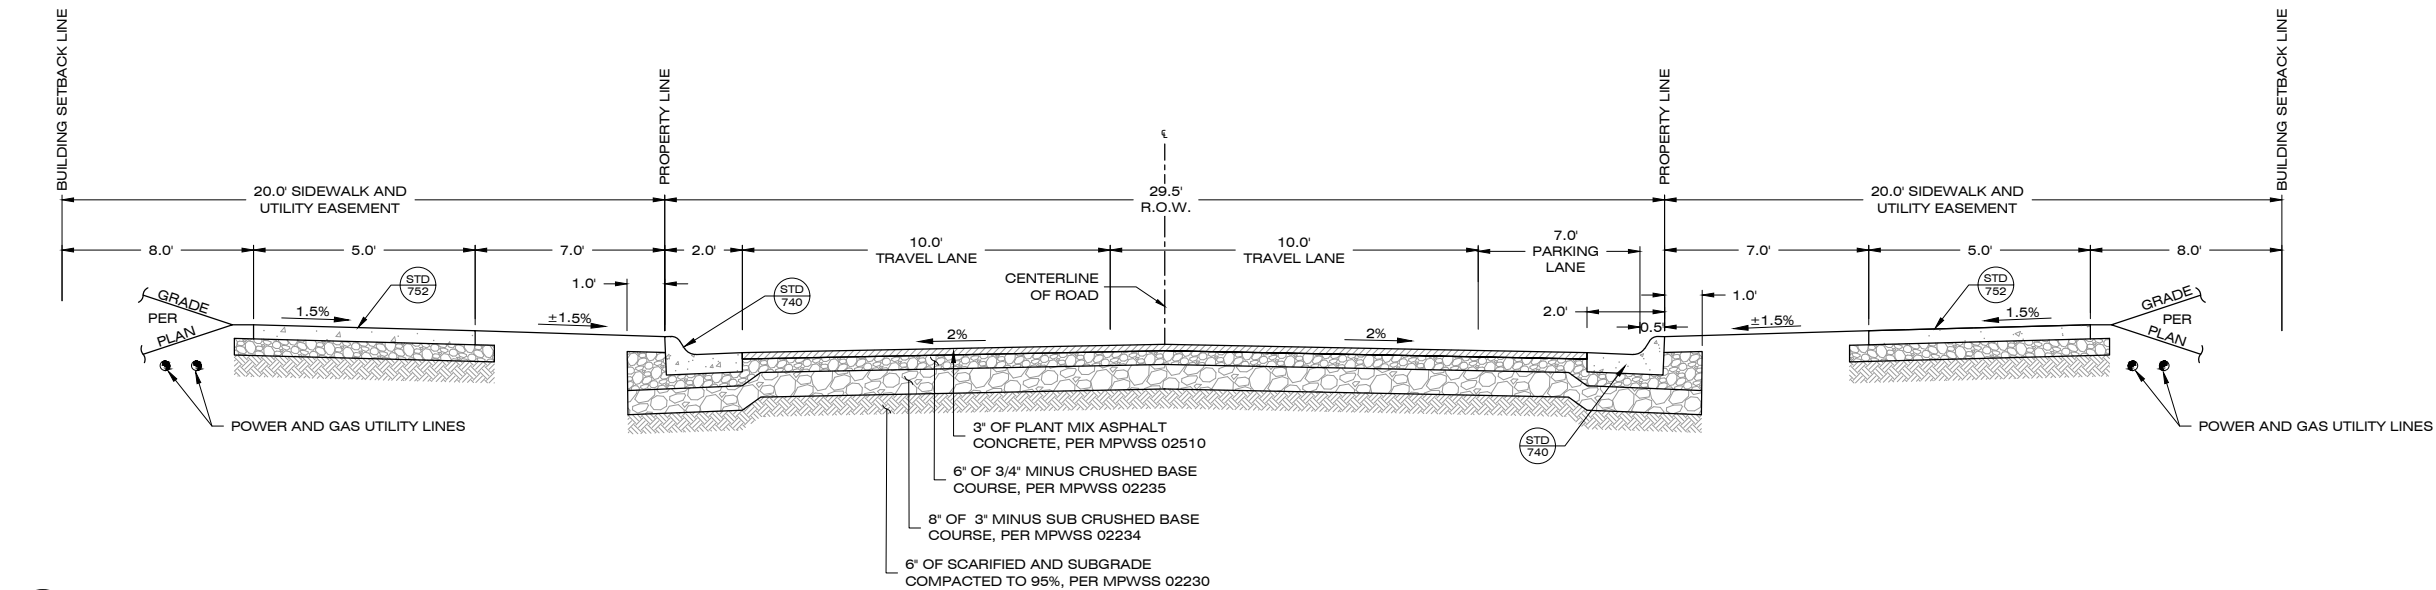 BUILDING SETBACK LINE
PROPERTY LINE
℄
PROPERTY LINE
BUILDING SETBACK LINE
20.0' SIDEWALK AND
UTILITY EASEMENT
29.5'
R.O.W.
20.0' SIDEWALK AND
UTILITY EASEMENT
8.0'
5.0'
7.0'
2.0'
10.0'
TRAVEL LANE
10.0'
TRAVEL LANE
7.0'
PARKING
LANE
7.0'
5.0'
8.0'
1.0'
CENTERLINE
OF ROAD
2.0'
0.5'
1.0'
STD
752
STD
740
STD
752
GRADE
PER
PLAN
1.5%
±1.5%
2%
2%
±1.5%
1.5%
GRADE
PER
PLAN
POWER AND GAS UTILITY LINES
3" OF PLANT MIX ASPHALT
CONCRETE, PER MPWSS 02510
6" OF 3/4" MINUS CRUSHED BASE
COURSE, PER MPWSS 02235
8" OF 3" MINUS SUB CRUSHED BASE
COURSE, PER MPWSS 02234
6" OF SCARIFIED AND SUBGRADE
COMPACTED TO 95%, PER MPWSS 02230
STD
740
POWER AND GAS UTILITY LINES